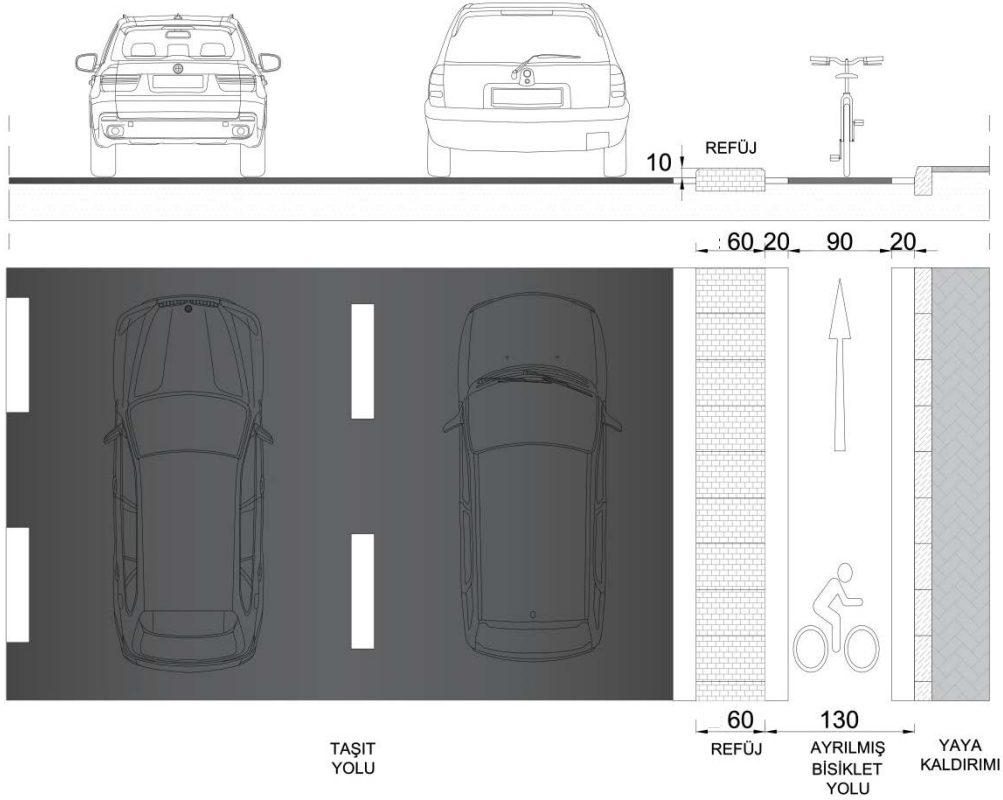 10
REFÜJ
60 20 90 20
60 130
TAŞIT
YOLU
REFÜJ
AYRILMIŞ
BİSİKLET
YOLU
YAYA
KALDIRIMI